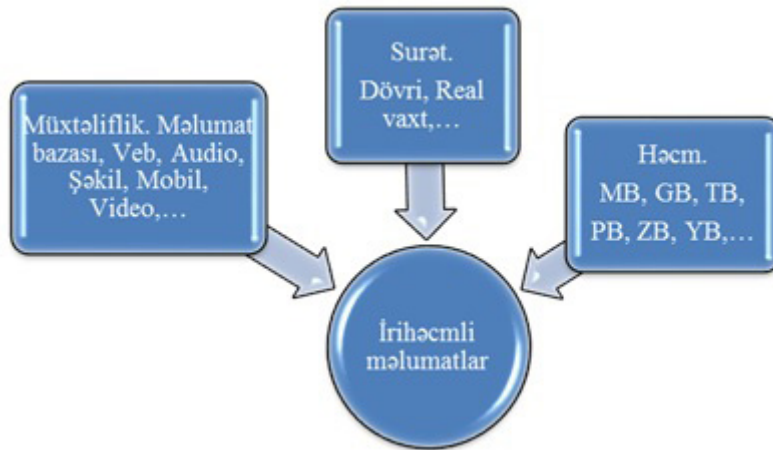 Müxtəliflik. Məlumat
bazası, Veb, Audio,
Şəkil, Mobil,
Video,…
Surət.
Dövri, Real
vaxt,…
Həcm.
MB, GB, TB,
PB, ZB, YB,…
İrihəcmli
məlumatlar